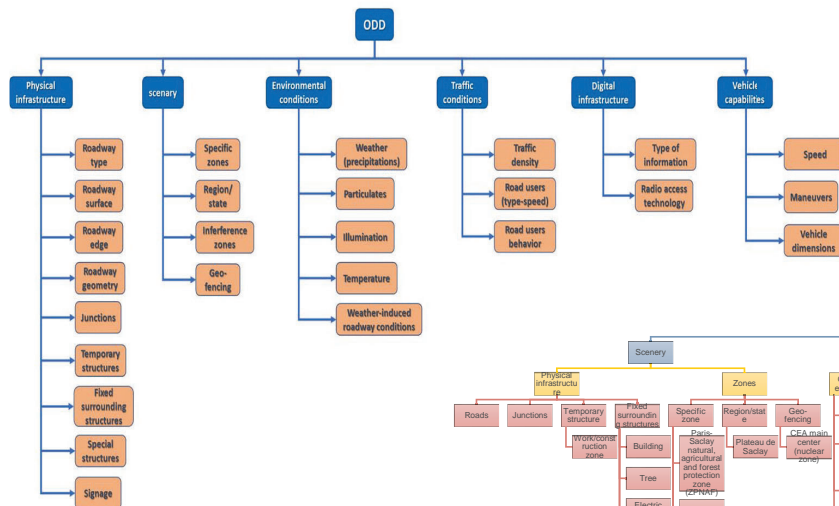 ODD
Physical
infrastructure
scenary
Environmental
conditions
Traffic
conditions
Digital
infrastructure
Vehicle
capabilites
Roadway
type
Roadway
surface
Roadway
edge
Roadway
geometry
Junctions
Temporary
structures
Fixed
surrounding
structures
Special
structures
Signage
Specific
zones
Region/
state
Inference
zones
Geo-
fencing
Weather
(precipitations)
Particulates
Illumination
Temperature
Weather-induced
roadway conditions
Traffic
density
Road users
(type-speed)
Road users
behavior
Type of
information
Radio access
technology
Speed
Maneuvers
Vehicle
dimensions
Scenery
Physical
infrastructu
re
Zones
Roads
Junctions
Temporary
structure
Fixed
surroundin
g structures
Specific
zone
Region/stat
e
Geo-
fencing
Work/const
ruction
zone
Building
Tree
Electric
Paris-
Saclay
natural,
agricultural
and forest
protection
zone
(ZPNAF)
Plateau de
Saclay
CEA main
center
(nuclear
zone)